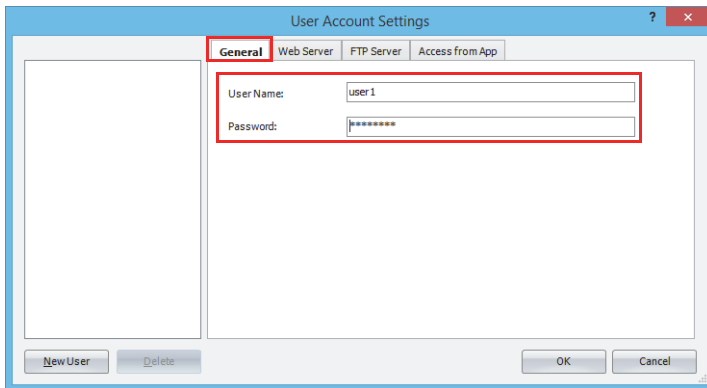 User Account Settings ? ×
General Web Server FTP Server Access from App
User Name: user1
Password: ********
New User Delete OK Cancel